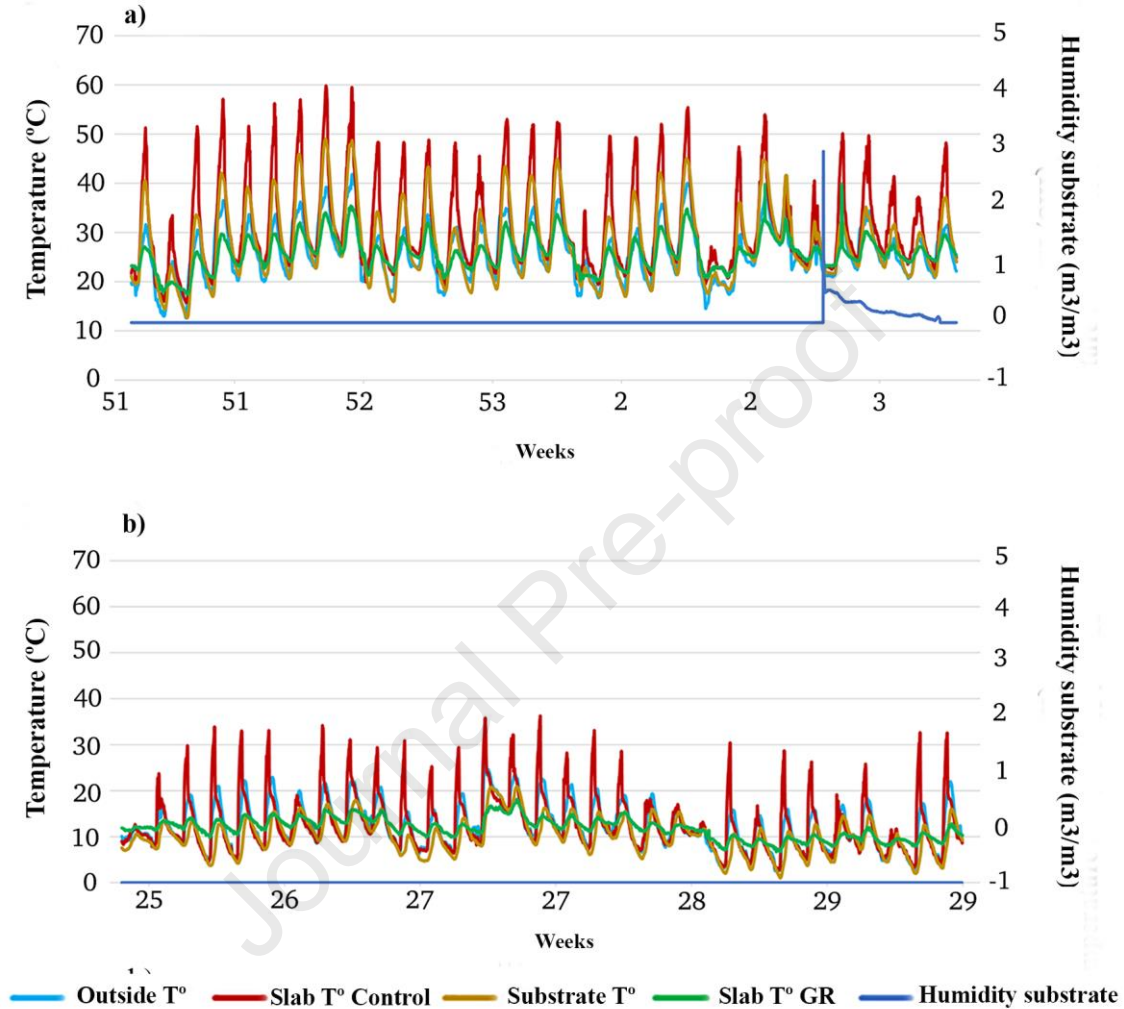 a)
70
60
50
40
30
20
10
0
Temperature (ºC)
5
4
3
2
1
0
-1
Humidity substrate (m3/m3)
51 51 52 53 2 2 3
Weeks
Journal Pre-proof
b)
70
60
50
40
30
20
10
0
Temperature (ºC)
5
4
3
2
1
0
-1
Humidity substrate (m3/m3)
25 26 27 27 28 29 29
Weeks
Outside Tº Slab Tº Control Substrate Tº Slab Tº GR Humidity substrate